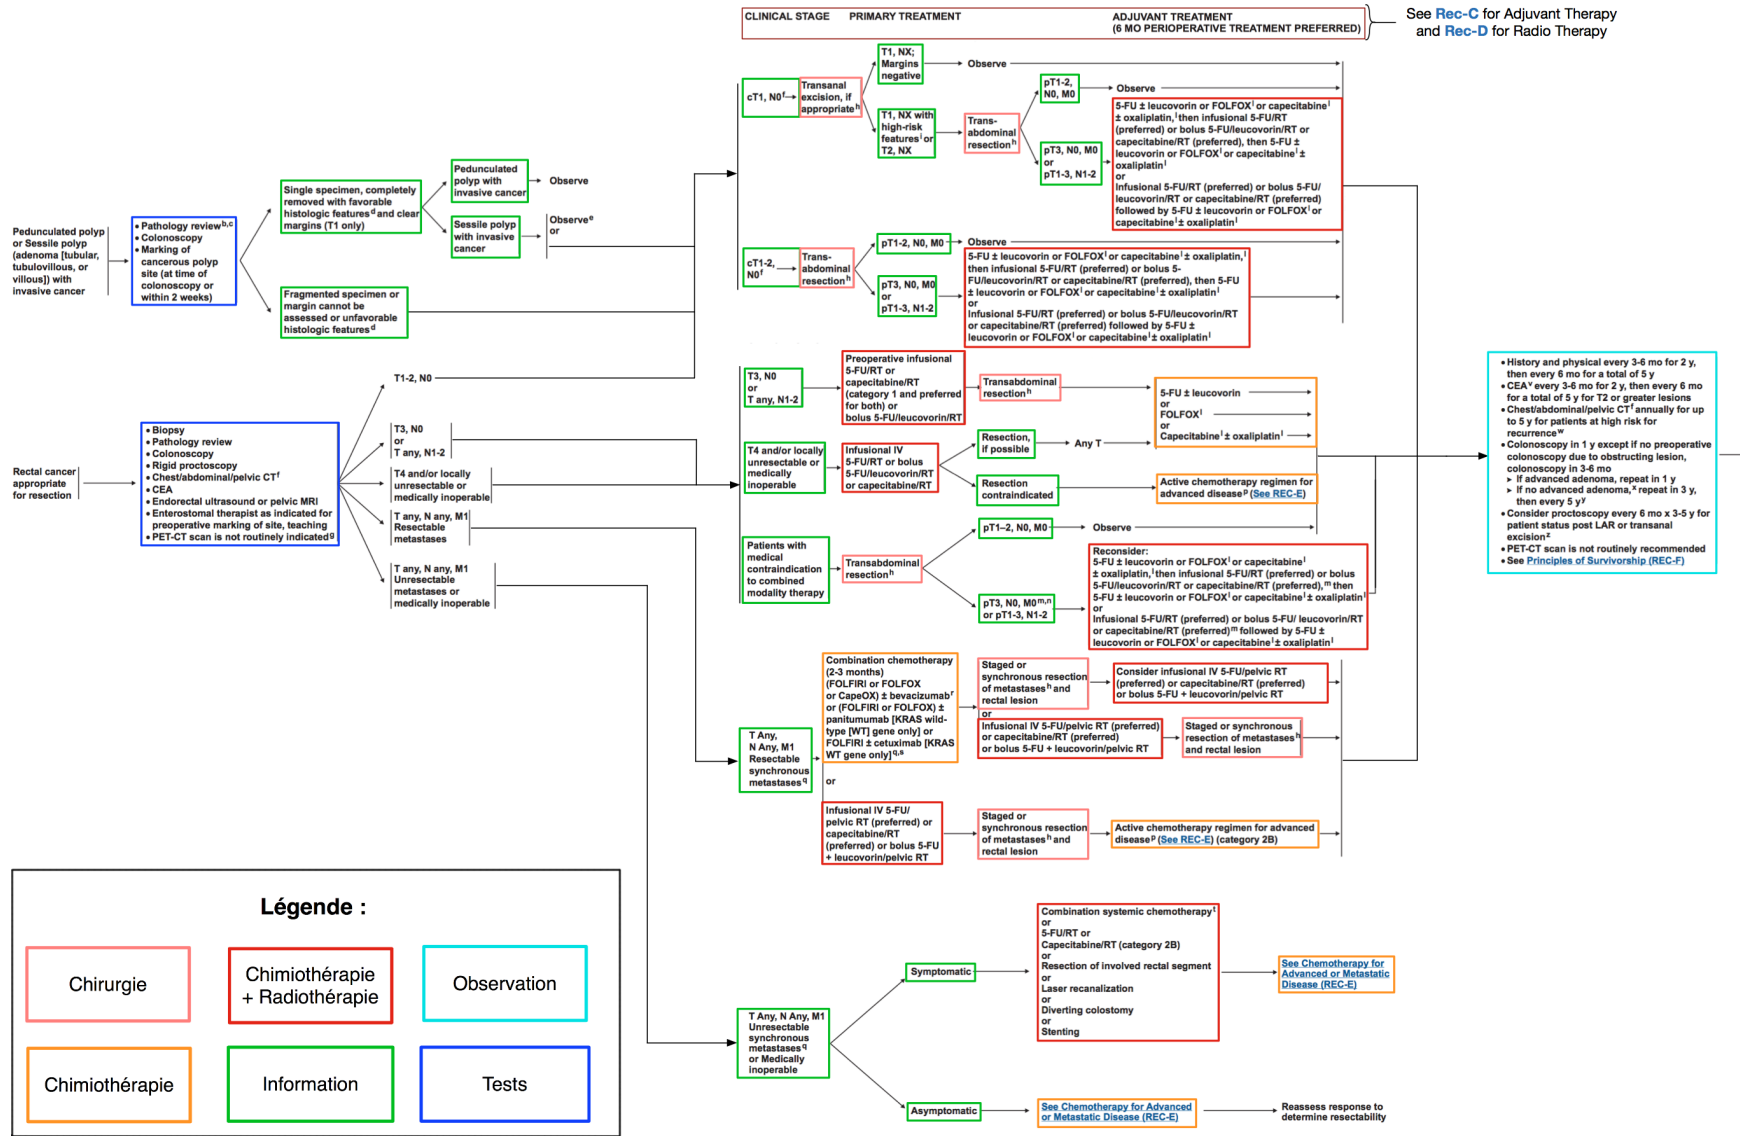 CLINICAL STAGE PRIMARY TREATMENT ADJUVANT TREATMENT
(6 MO PERIOPERATIVE TREATMENT PREFERRED)
See Rec-C for Adjuvant Therapy
and Rec-D for Radio Therapy
Pedunculated polyp
or Sessile polyp
(adenoma [tubular,
tubulovillous, or
villous]) with
invasive cancer
• Pathology review b,c
• Colonoscopy
• Marking of
cancerous polyp
site (at time of
colonoscopy or
within 2 weeks)
Single specimen, completely
removed with favorable
histologic features d and clear
margins (T1 only)
Fragmented specimen or
margin cannot be
assessed or unfavorable
histologic features d
Pedunculated
polyp with
invasive cancer
Observe
Sessile polyp
with invasive
cancer
Observe e
or
Rectal cancer
appropriate
for resection
• Biopsy
• Pathology review
• Colonoscopy
• Rigid proctoscopy
• Chest/abdominal/pelvic CT f
• CEA
• Endorectal ultrasound or pelvic MRI
• Enterostomal therapist as indicated for
preoperative marking of site, teaching
• PET-CT scan is not routinely indicated g
T1-2, N0
T3, N0
or
T any, N1-2
T4 and/or locally
unresectable or
medically inoperable
T any, N any, M1
Resectable
metastases
T any, N any, M1
Unresectable
metastases or
medically inoperable
cT1, N0 f
Transanal
excision, if
appropriate h
T1, NX;
Margins
negative
Observe
T1, NX with
high-risk
features i or
T2, NX
Trans-
abdominal
resection h
pT1-2,
N0, M0
Observe
pT3, N0, M0
or
pT1-3, N1-2
5-FU ± leucovorin or FOLFOX l or capecitabine l
± oxaliplatin, l then infusional 5-FU/RT
(preferred) or bolus 5-FU/leucovorin/RT or
capecitabine/RT (preferred), then 5-FU ±
leucovorin or FOLFOX l or capecitabine l ±
oxaliplatin l
or
Infusional 5-FU/RT (preferred) or bolus 5-FU/
leucovorin/RT or capecitabine/RT (preferred)
followed by 5-FU ± leucovorin or FOLFOX l or
capecitabine l ± oxaliplatin l
cT1-2,
N0 f
Trans-
abdominal
resection h
pT1-2, N0, M0
Observe
pT3, N0, M0
or
pT1-3, N1-2
5-FU ± leucovorin or FOLFOX l or capecitabine l ± oxaliplatin, l
then infusional 5-FU/RT (preferred) or bolus 5-
FU/leucovorin/RT or capecitabine/RT (preferred), then 5-FU
± leucovorin or FOLFOX l or capecitabine l ± oxaliplatin l
or
Infusional 5-FU/RT (preferred) or bolus 5-FU/leucovorin/RT
or capecitabine/RT (preferred) followed by 5-FU ±
leucovorin or FOLFOX l or capecitabine l ± oxaliplatin l
T3, N0
or
T any, N1-2
Preoperative infusional
5-FU/RT or
capecitabine/RT
(category 1 and preferred
for both) or
bolus 5-FU/leucovorin/RT
Transabdominal
resection h
5-FU ± leucovorin
or
FOLFOX l
or
Capecitabine l ± oxaliplatin l
T4 and/or locally
unresectable or
medically
inoperable
Infusional IV
5-FU/RT or bolus
5-FU/leucovorin/RT
or capecitabine/RT
Resection,
if possible
Any T
Resection
contraindicated
Active chemotherapy regimen for
advanced disease p (See REC-E)
Patients with
medical
contraindication
to combined
modality therapy
Transabdominal
resection h
pT1–2, N0, M0
Observe
pT3, N0, M0 m,n
or pT1-3, N1-2
Reconsider:
5-FU ± leucovorin or FOLFOX l or capecitabine l
± oxaliplatin, l then infusional 5-FU/RT (preferred) or bolus
5-FU/leucovorin/RT or capecitabine/RT (preferred), m then
5-FU ± leucovorin or FOLFOX l or capecitabine l ± oxaliplatin l
or
Infusional 5-FU/RT (preferred) or bolus 5-FU/ leucovorin/RT
or capecitabine/RT (preferred) m followed by 5-FU ±
leucovorin or FOLFOX l or capecitabine l ± oxaliplatin l
T Any,
N Any, M1
Resectable
synchronous
metastases q
Combination chemotherapy
(2-3 months)
(FOLFIRI or FOLFOX
or CapeOX) ± bevacizumab r
or (FOLFIRI or FOLFOX) ±
panitumumab [KRAS wild-
type [WT] gene only] or
FOLFIRI ± cetuximab [KRAS
WT gene only] q,s
or
Infusional IV 5-FU/
pelvic RT (preferred) or
capecitabine/RT
(preferred) or bolus 5-FU
+ leucovorin/pelvic RT
Staged or
synchronous resection
of metastases h and
rectal lesion
or
Consider infusional IV 5-FU/pelvic RT
(preferred) or capecitabine/RT (preferred)
or bolus 5-FU + leucovorin/pelvic RT
Infusional IV 5-FU/pelvic RT (preferred)
or capecitabine/RT (preferred)
or bolus 5-FU + leucovorin/pelvic RT
Staged or synchronous
resection of metastases h
and rectal lesion
Staged or
synchronous resection
of metastases h and
rectal lesion
Active chemotherapy regimen for advanced
disease p (See REC-E) (category 2B)
T Any, N Any, M1
Unresectable
synchronous
metastases q
or Medically
inoperable
Symptomatic
Combination systemic chemotherapy t
or
5-FU/RT or
Capecitabine/RT (category 2B)
or
Resection of involved rectal segment
or
Laser recanalization
or
Diverting colostomy
or
Stenting
See Chemotherapy for
Advanced or Metastatic
Disease (REC-E)
Asymptomatic
See Chemotherapy for Advanced
or Metastatic Disease (REC-E)
Reassess response to
determine resectability
• History and physical every 3-6 mo for 2 y,
then every 6 mo for a total of 5 y
• CEA v every 3-6 mo for 2 y, then every 6 mo
for a total of 5 y for T2 or greater lesions
• Chest/abdominal/pelvic CT f annually for up
to 5 y for patients at high risk for
recurrence w
• Colonoscopy in 1 y except if no preoperative
colonoscopy due to obstructing lesion,
colonoscopy in 3-6 mo
➤ If advanced adenoma, repeat in 1 y
➤ If no advanced adenoma, x repeat in 3 y,
then every 5 y y
• Consider proctoscopy every 6 mo x 3-5 y for
patient status post LAR or transanal
excision z
• PET-CT scan is not routinely recommended
• See Principles of Survivorship (REC-F)
Légende :
Chirurgie
Chimiothérapie
+ Radiothérapie
Observation
Chimiothérapie
Information
Tests